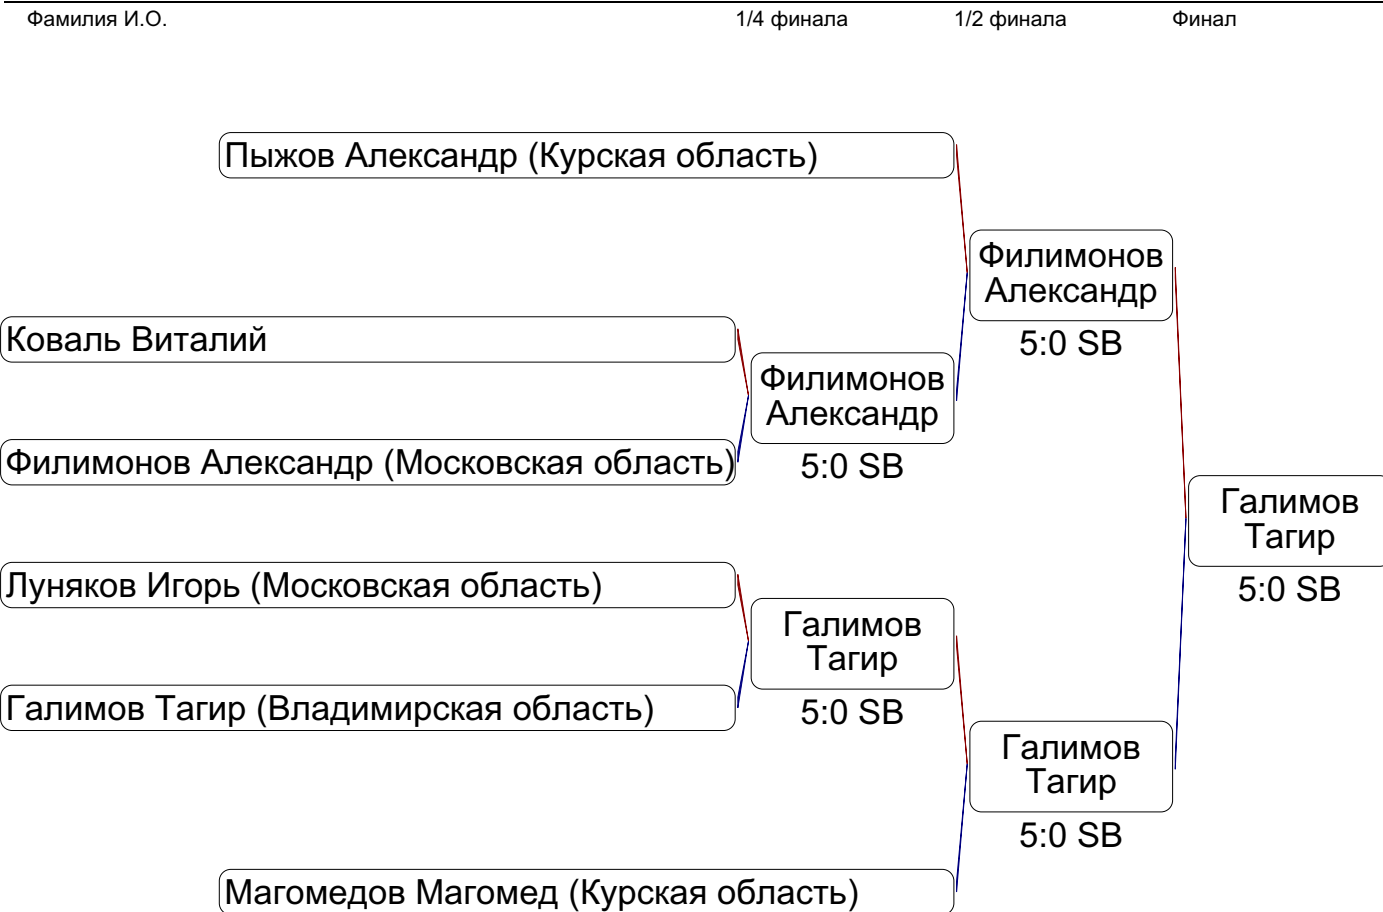 Фамилия И.О. 1/4 финала 1/2 финала Финал
Пыжов Александр (Курская область)
Филимонов
Александр
5:0 SB
Коваль Виталий
Филимонов
Александр
5:0 SB
Филимонов Александр (Московская область)
Галимов
Тагир
5:0 SB
Луняков Игорь (Московская область)
Галимов
Тагир
5:0 SB
Галимов Тагир (Владимирская область)
Галимов
Тагир
5:0 SB
Магомедов Магомед (Курская область)